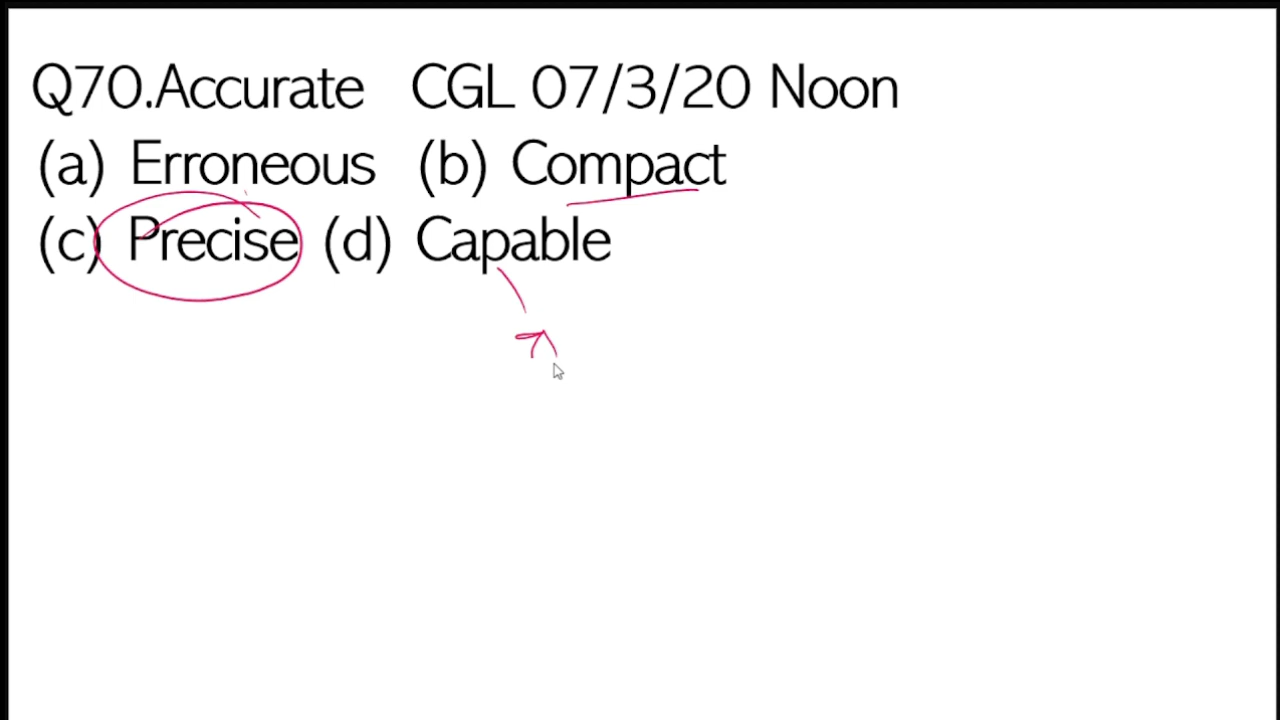 Q70.Accurate CGL 07/3/20 Noon
(a) Erroneous (b) Compact
(c) Precise (d) Capable